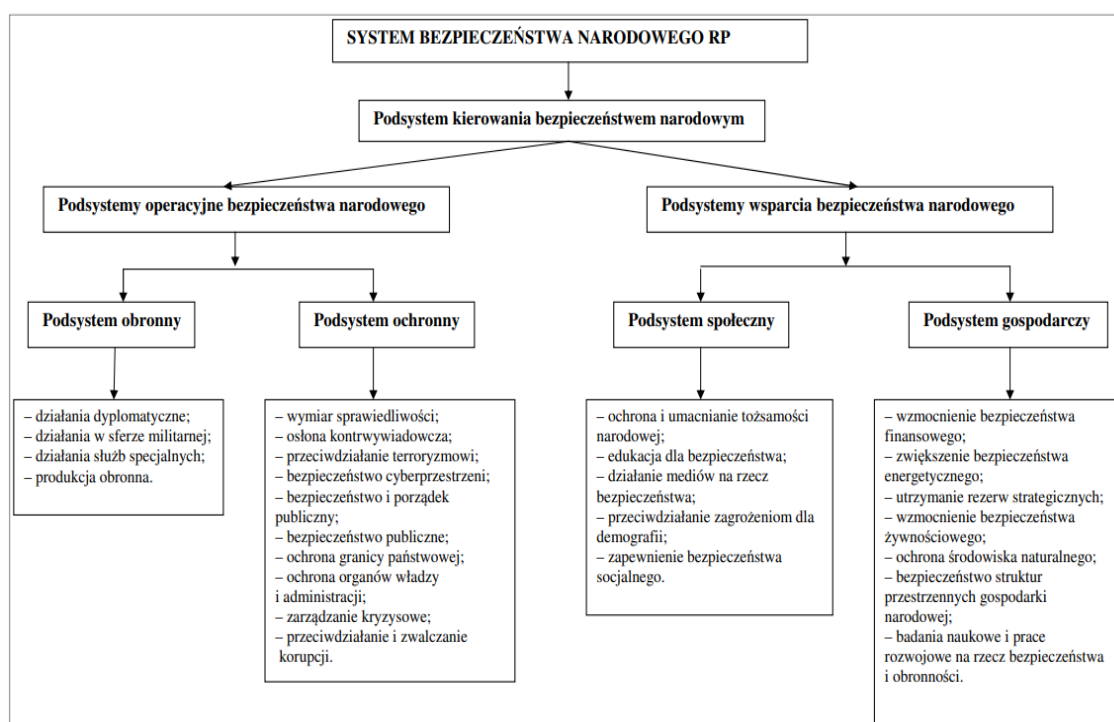 SYSTEM BEZPIECZEŃSTWA NARODOWEGO RP
Podsystem kierowania bezpieczeństwem narodowym
Podsystemy operacyjne bezpieczeństwa narodowego
Podsystemy wsparcia bezpieczeństwa narodowego
Podsystem obronny
Podsystem ochronny
Podsystem społeczny
Podsystem gospodarczy
– działania dyplomatyczne;
– działania w sferze militarnej;
– działania służb specjalnych;
– produkcja obronna.
– wymiar sprawiedliwości;
– osłona kontrwywiadowcza;
– przeciwdziałanie terroryzmowi;
– bezpieczeństwo cyberprzestrzeni;
– bezpieczeństwo i porządek
publiczny;
– bezpieczeństwo publiczne;
– ochrona granicy państwowej;
– ochrona organów władzy
i administracji;
– zarządzanie kryzysowe;
– przeciwdziałanie i zwalczanie
korupcji.
– ochrona i umacnianie tożsamości
narodowej;
– edukacja dla bezpieczeństwa;
– działanie mediów na rzecz
bezpieczeństwa;
– przeciwdziałanie zagrożeniom dla
demografii;
– zapewnienie bezpieczeństwa
socjalnego.
– wzmocnienie bezpieczeństwa
finansowego;
– zwiększenie bezpieczeństwa
energetycznego;
– utrzymanie rezerw strategicznych;
– wzmocnienie bezpieczeństwa
żywnościowego;
– ochrona środowiska naturalnego;
– bezpieczeństwo struktur
przestrzennych gospodarki
narodowej;
– badania naukowe i prace
rozwojowe na rzecz bezpieczeństwa
i obronności.